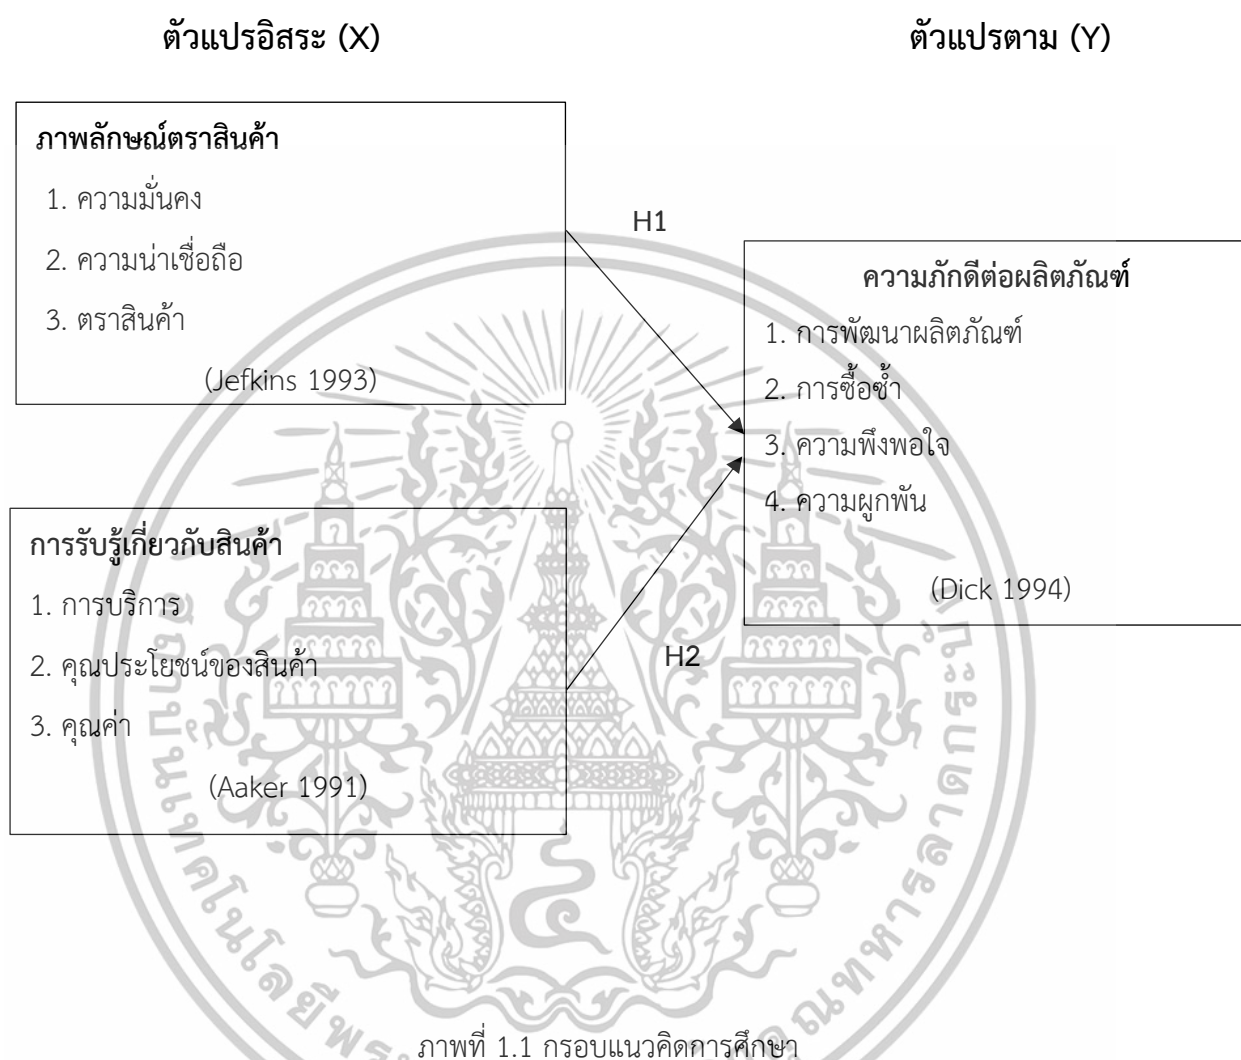 ตัวแปรอิสระ (X)
ตัวแปรตาม (Y)
ภาพลักษณ์ตราสินค้า
1. ความมั่นคง
2. ความน่าเชื่อถือ
3. ตราสินค้า
(Jefkins 1993)
H1
ความภักดีต่อผลิตภัณฑ์
1. การพัฒนาผลิตภัณฑ์
2. การซื้อซ้ำ
3. ความพึงพอใจ
4. ความผูกพัน
(Dick 1994)
การรับรู้เกี่ยวกับสินค้า
1. การบริการ
2. คุณประโยชน์ของสินค้า
3. คุณค่า
(Aaker 1991)
H2
ภาพที่ 1.1 กรอบแนวคิดการศึกษา